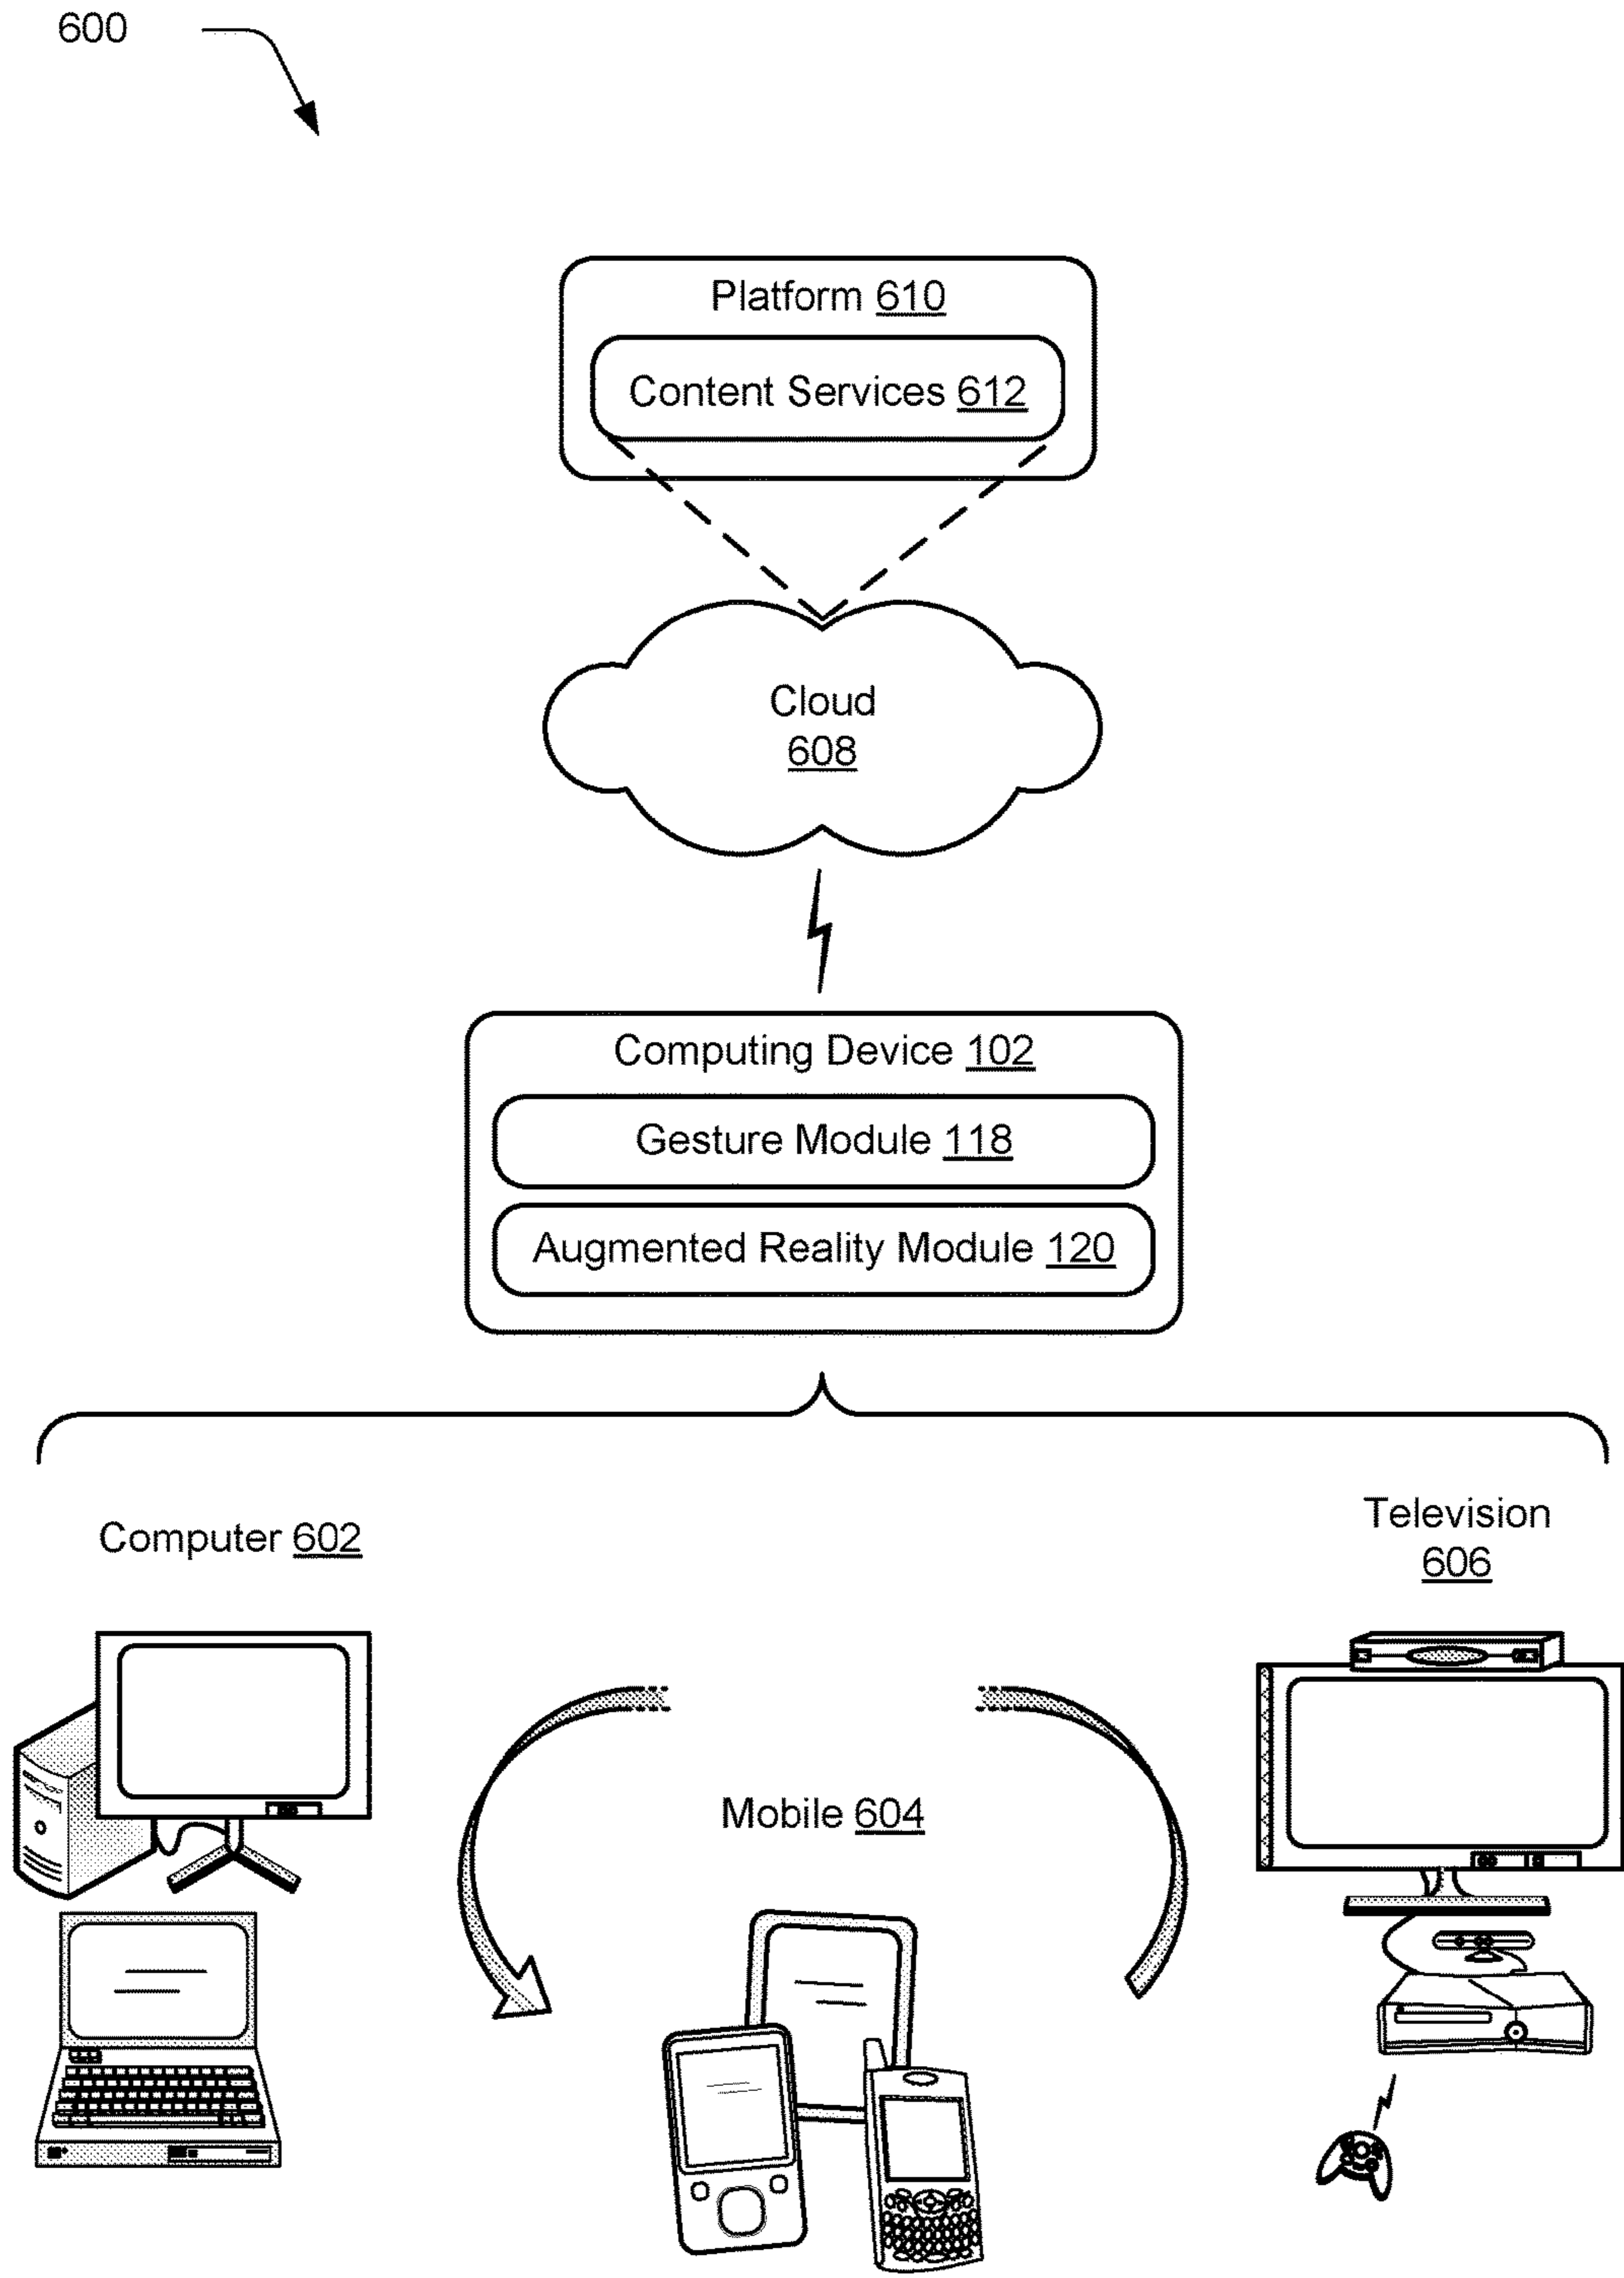 600
Platform 610
Content Services 612
Cloud
608
Computing Device 102
Gesture Module 118
Augmented Reality Module 120
Computer 602
Television
606
Mobile 604